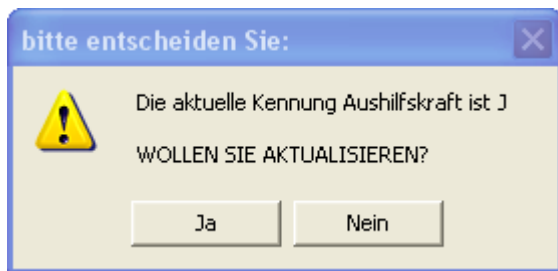 bitte entscheiden Sie:
Die aktuelle Kennung Aushilfskraft ist J
WOLLEN SIE AKTUALISIEREN?
Ja
Nein